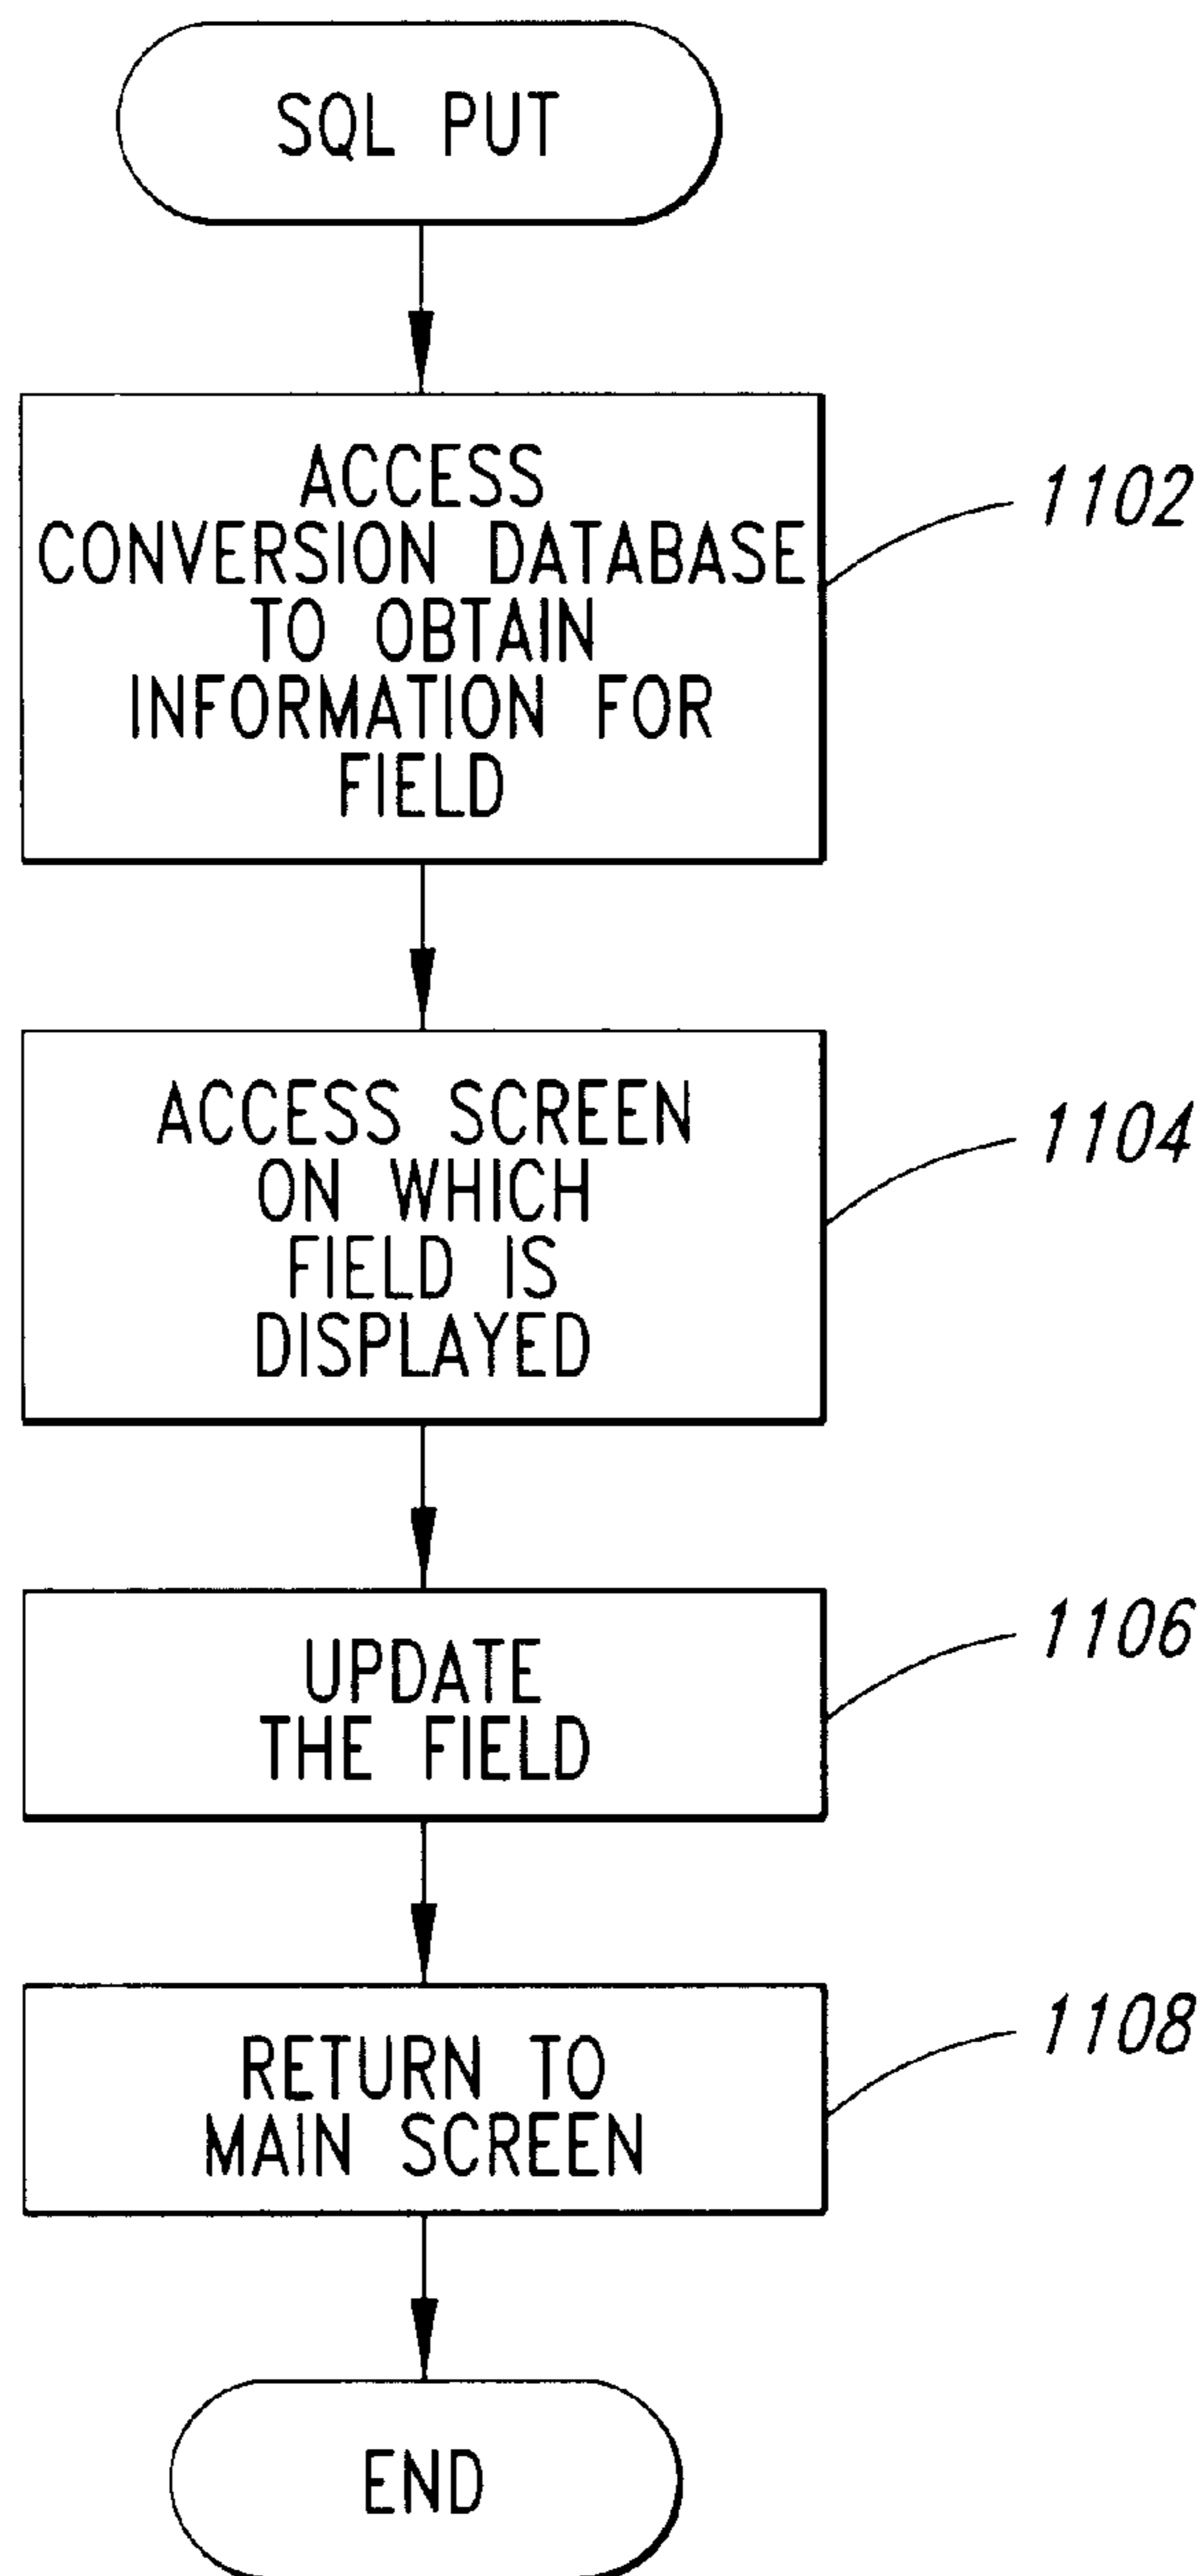 SQL PUT
ACCESS
CONVERSION DATABASE
TO OBTAIN
INFORMATION FOR
FIELD
1102
ACCESS SCREEN
ON WHICH
FIELD IS
DISPLAYED
1104
UPDATE
THE FIELD
1106
RETURN TO
MAIN SCREEN
1108
END